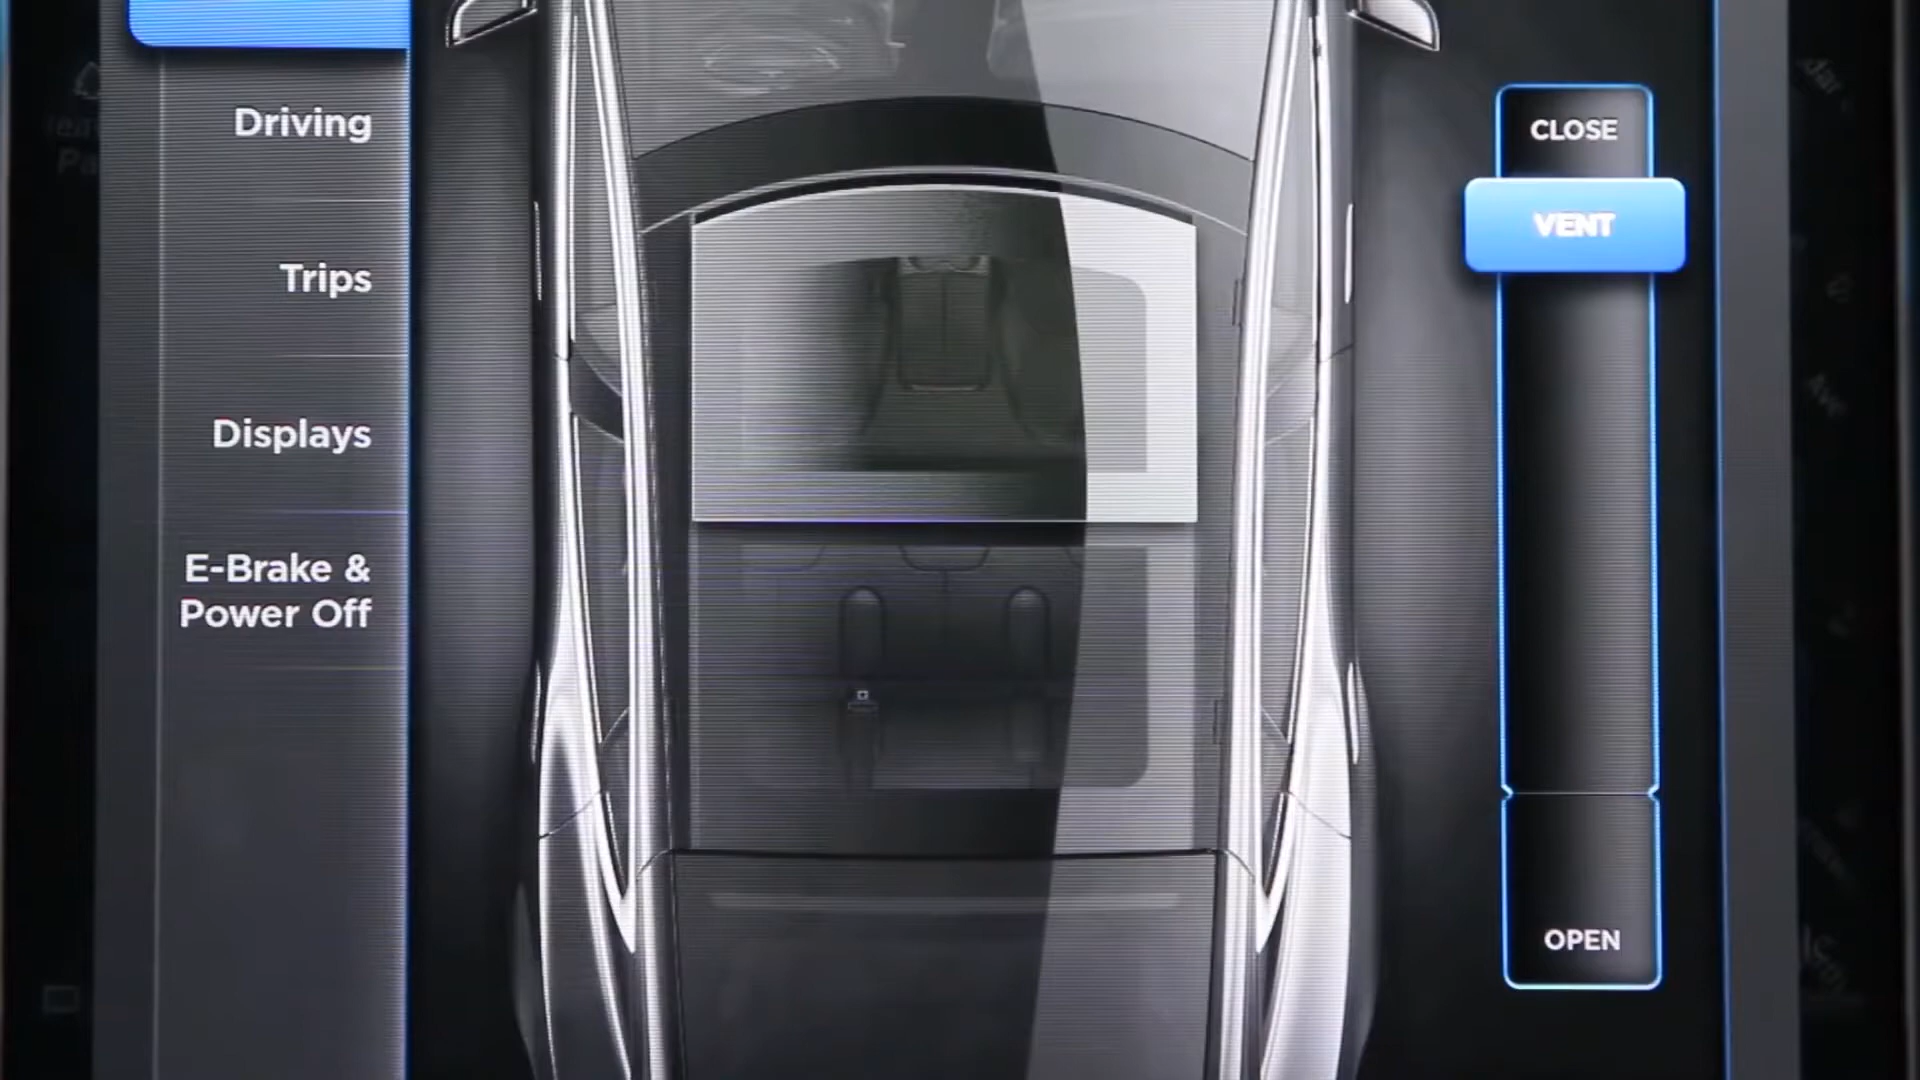 Driving
Trips
Displays
E-Brake &
Power Off
CLOSE
VENT
OPEN